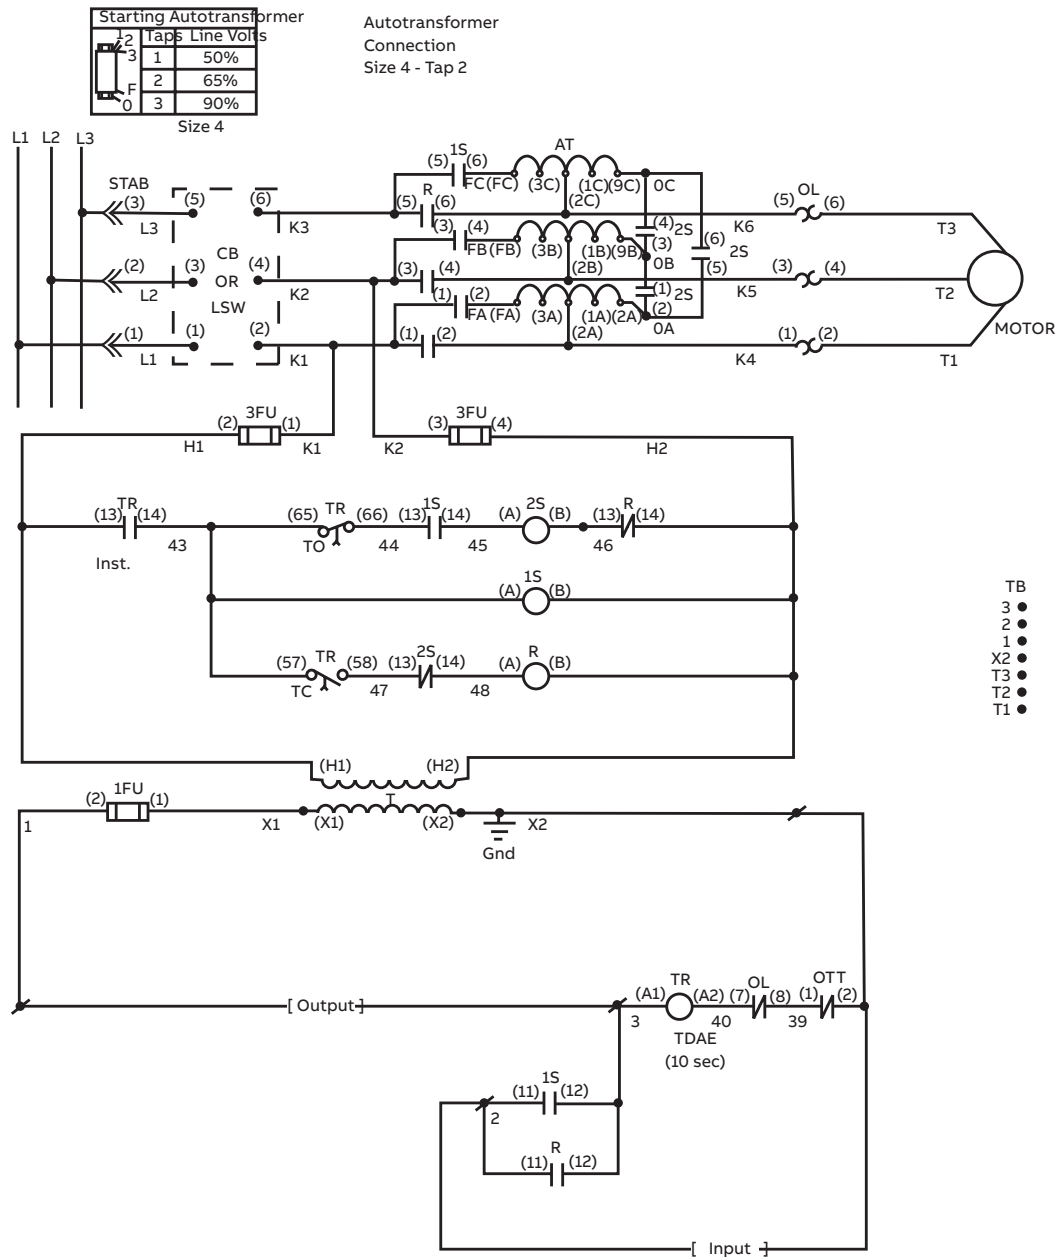 Starting Autotransformer
Taps Line Volts
1 50%
2 65%
3 90%
1
2
3
F
0
Size 4
Autotransformer
Connection
Size 4 - Tap 2
L1 L2 L3
STAB
(3) (5) (6)
L3 K3
CB
OR
LSW
(2) (3) (4)
L2 K2
(1) (1) (2)
L1 K1
1S
(5) (6)
AT
FC (FC) (3C) (1C) (9C) 0C
(2C)
R
(5) (6)
(3) (4)
FB (FB) (3B) (1B) (9B) 0B
(2B)
(3) (4)
(1) (2)
FA (FA) (3A) (1A) (2A) 0A
(2A)
(1) (2)
(4) 2S
(3)
(6)
2S
(5)
(1) 2S
(2)
K6
K5
K4
OL
(5) (6)
(3) (4)
(1) (2)
T3
T2
T1
MOTOR
3FU
(2) (1)
H1 K1
3FU
(3) (4)
K2 H2
TR
(13) (14)
43
Inst.
TR
(65) (66)
TO 44
1S
(13) (14)
45
2S
(A) (B)
46
R
(13) (14)
1S
(A) (B)
TR
(57) (58)
TC 47
2S
(13) (14)
48
R
(A) (B)
TB
3
2
1
X2
T3
T2
T1
(H1) (H2)
1FU
(2) (1)
T
1 X1 (X1) (X2) X2
Gnd
[ Output ]
TR
(A1) (A2)
3 40
TDAE
(10 sec)
OL
(7) (8)
39
OTT
(1) (2)
1S
(11) (12)
2
R
(11) (12)
[ Input ]